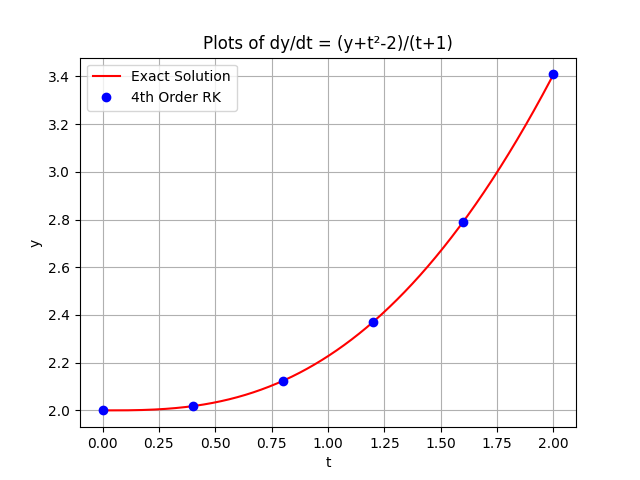 Plots of dy/dt = (y+t²-2)/(t+1)
Exact Solution
4th Order RK
y
3.4
3.2
3.0
2.8
2.6
2.4
2.2
2.0
0.00 0.25 0.50 0.75 1.00 1.25 1.50 1.75 2.00
t